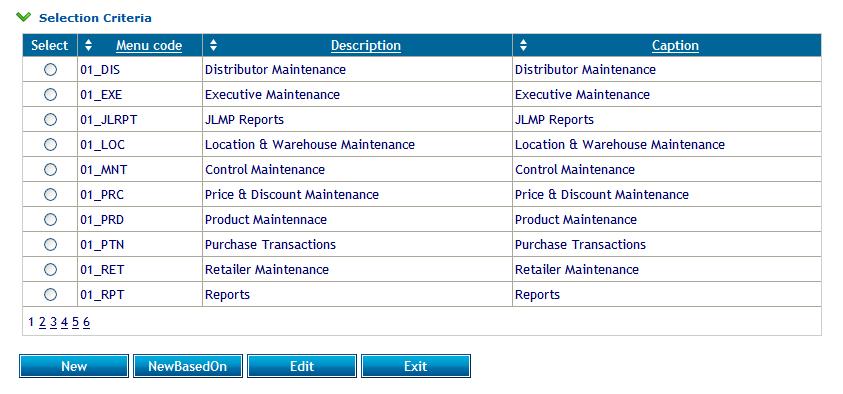 Selection Criteria
Select Menu code Description Caption
01_DIS Distributor Maintenance Distributor Maintenance
01_EXE Executive Maintenance Executive Maintenance
01_JLRPT JLMP Reports JLMP Reports
01_LOC Location & Warehouse Maintenance Location & Warehouse Maintenance
01_MNT Control Maintenance Control Maintenance
01_PRC Price & Discount Maintenance Price & Discount Maintenance
01_PRD Product Maintennace Product Maintenance
01_PTN Purchase Transactions Purchase Transactions
01_RET Retailer Maintenance Retailer Maintenance
01_RPT Reports Reports
1 2 3 4 5 6
New NewBasedOn Edit Exit